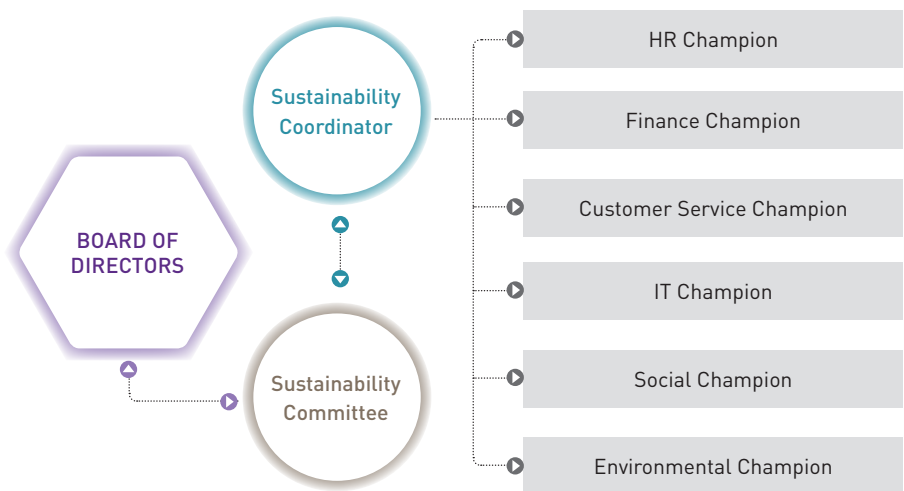 BOARD OF
DIRECTORS
Sustainability
Coordinator
Sustainability
Committee
HR Champion
Finance Champion
Customer Service Champion
IT Champion
Social Champion
Environmental Champion